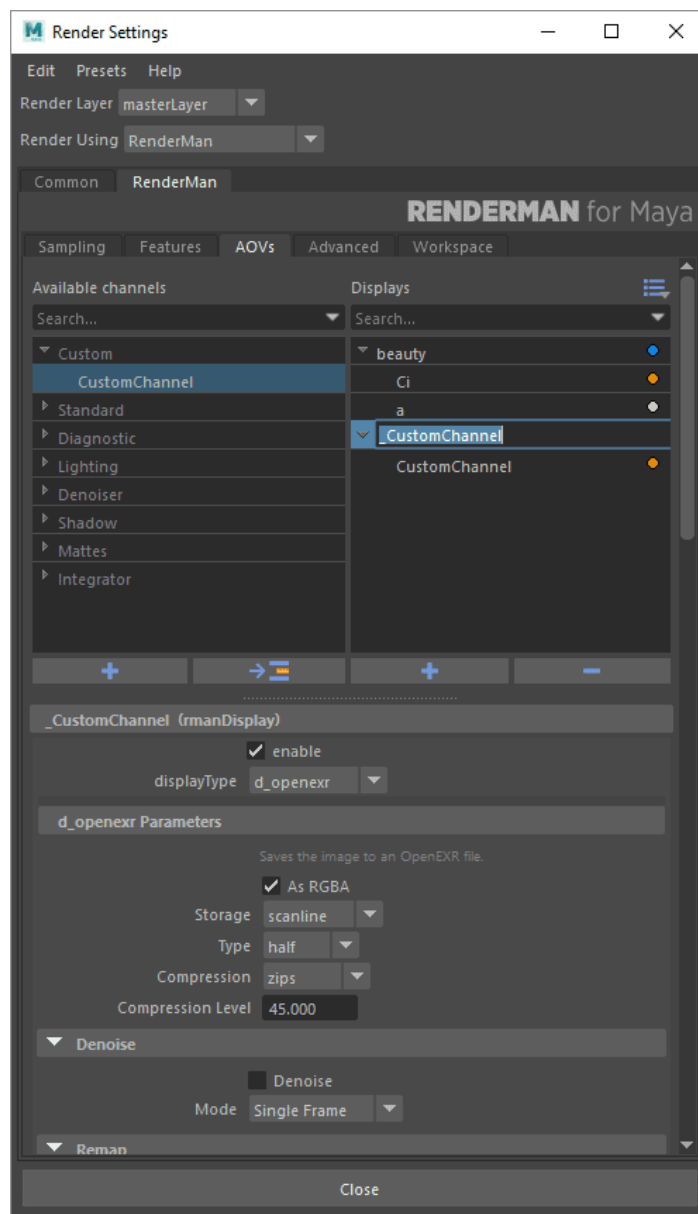 Render Settings
Edit Presets Help
Render Layer masterLayer
Render Using RenderMan
Common RenderMan
RENDERMAN for Maya
Sampling Features AOVs Advanced Workspace
Available channels Displays
Search... Search...
Custom beauty
CustomChannel Ci
Standard a
Diagnostic _CustomChannel
Lighting CustomChannel
Denoiser
Shadow
Mattes
Integrator
_CustomChannel (rmanDisplay)
enable
displayType d_openexr
d_openexr Parameters
Saves the image to an OpenEXR file.
As RGBA
Storage scanline
Type half
Compression zips
Compression Level 45.000
Denoise
Denoise
Mode Single Frame
Remap
Close